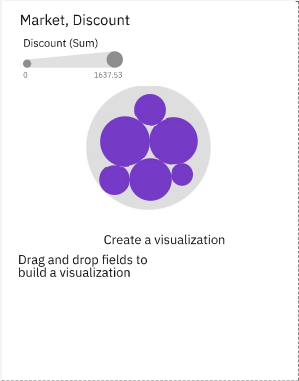 Market, Discount
Discount (Sum)
0 1637.53
Create a visualization
Drag and drop fields to
build a visualization